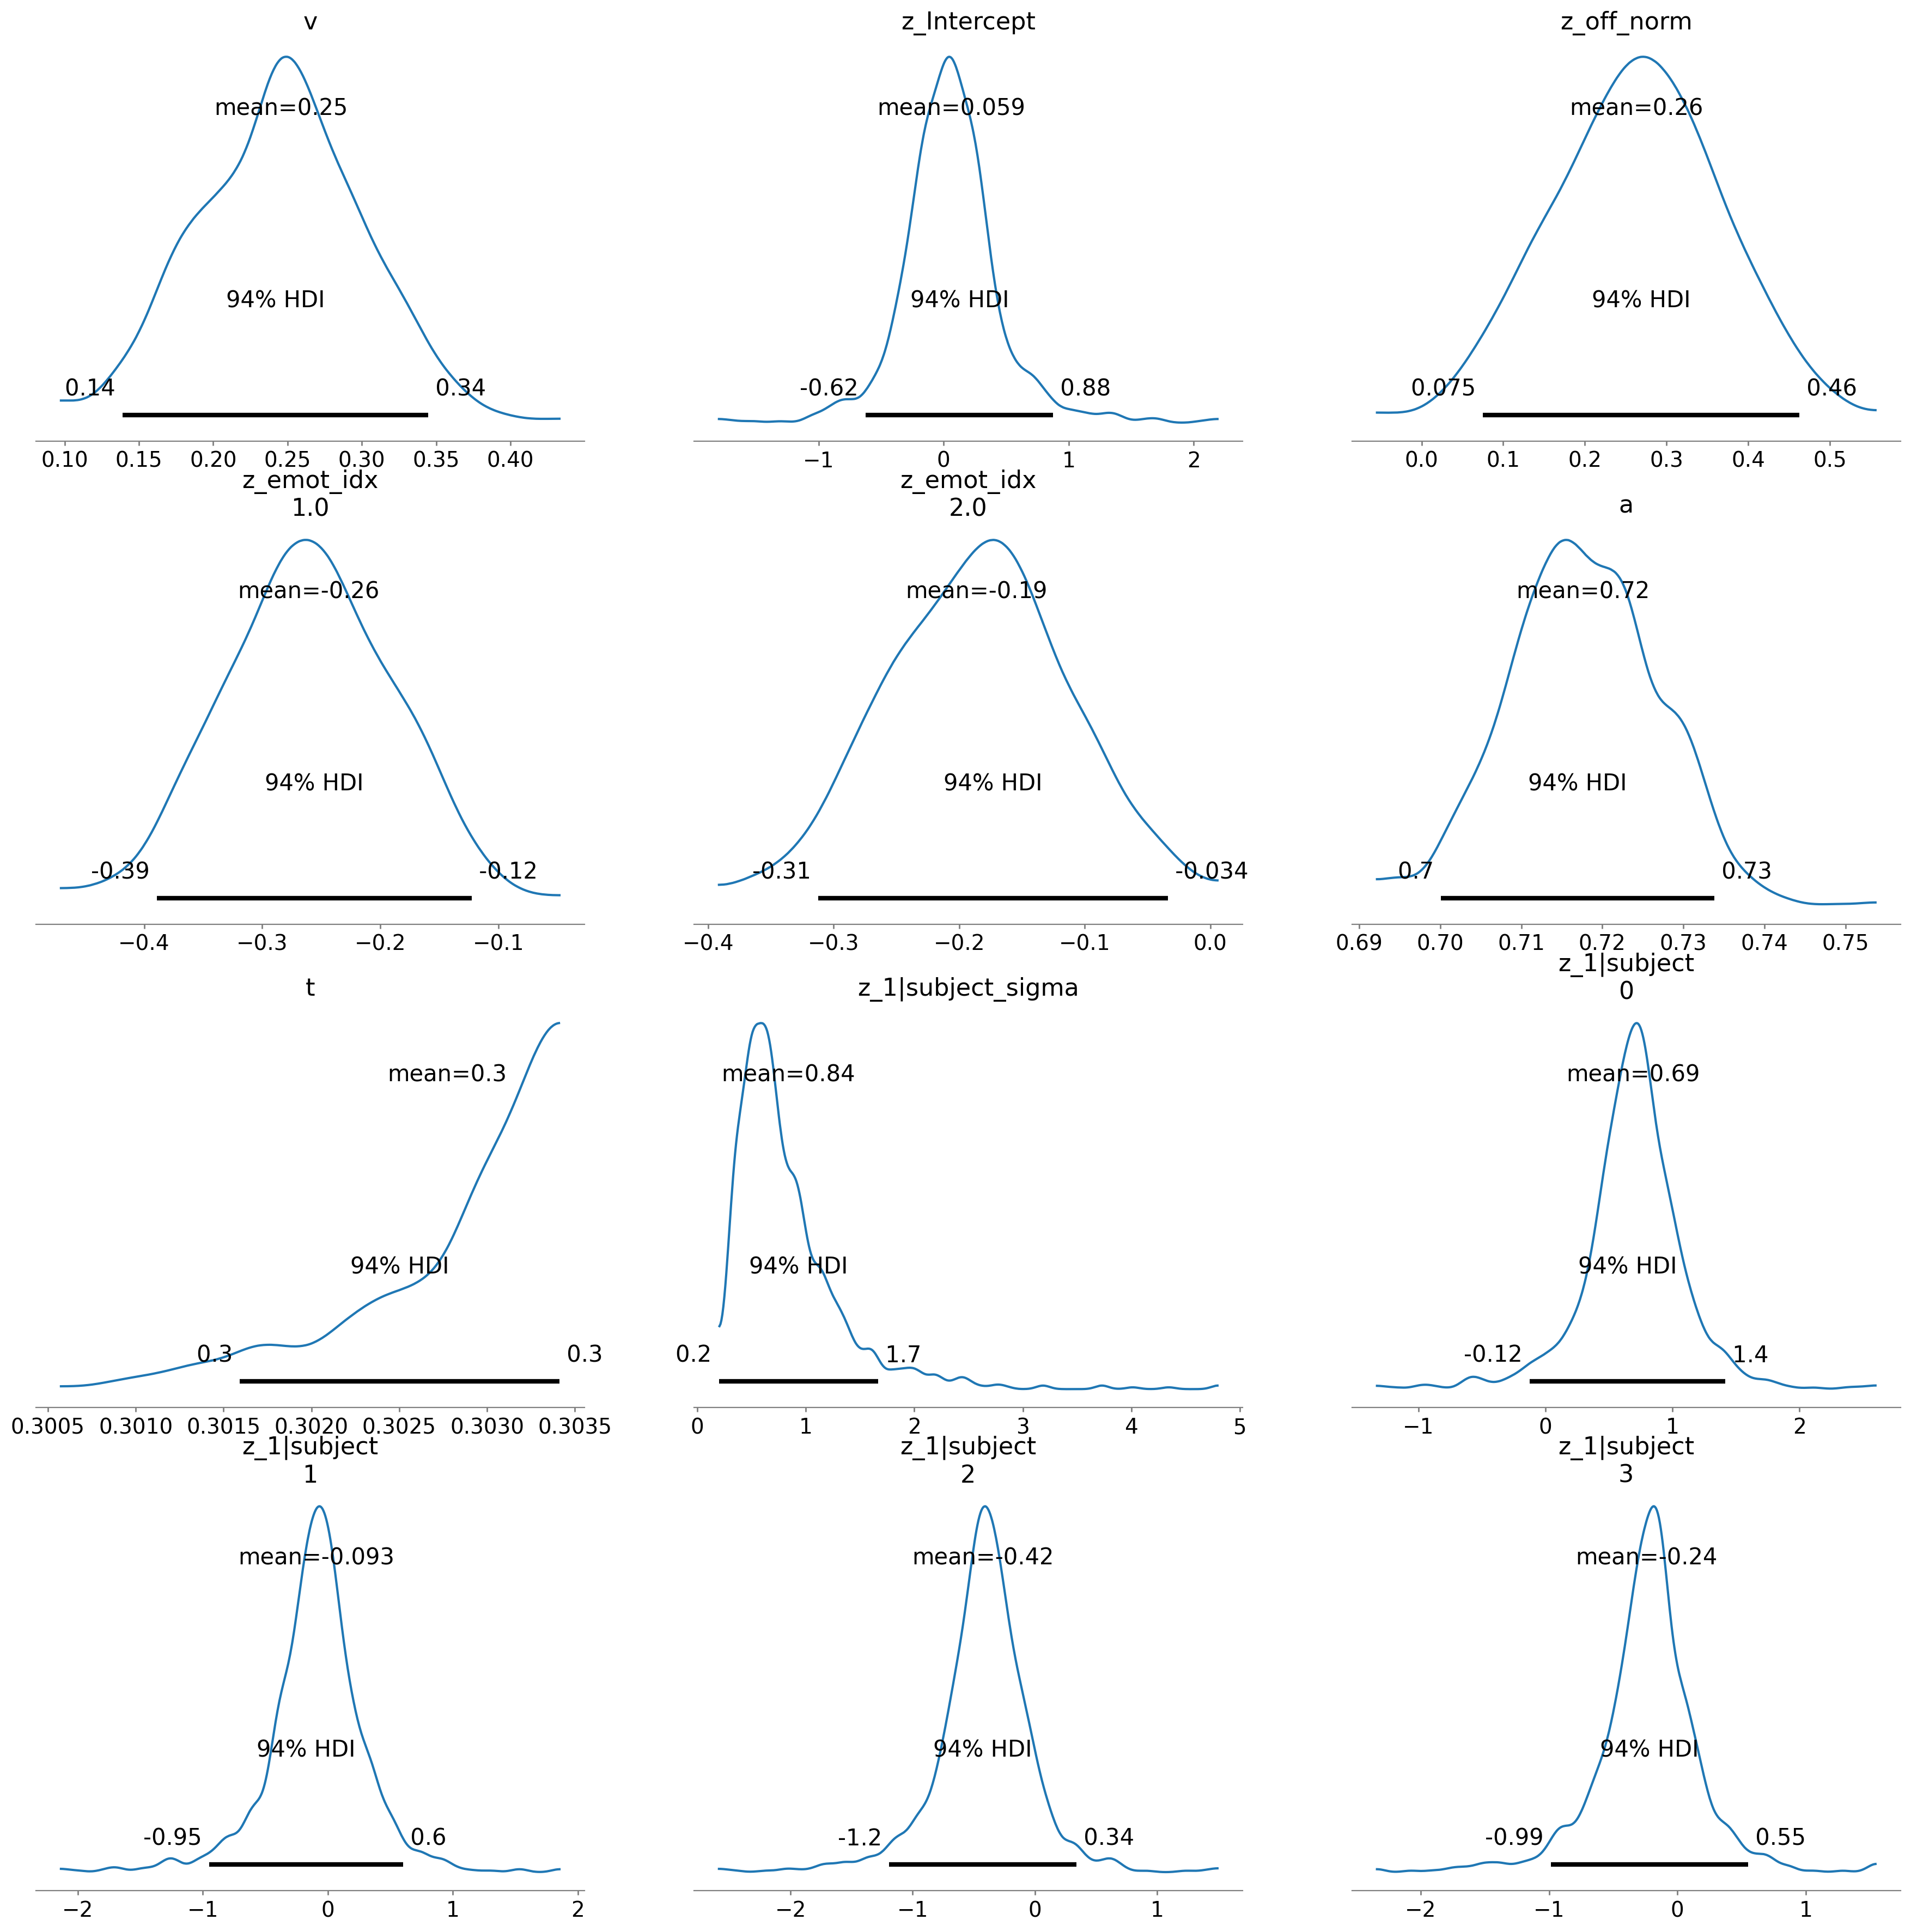 v
mean=0.25
94% HDI
0.14 0.34
0.10 0.15 0.20 0.25 0.30 0.35 0.40
z_Intercept
mean=0.059
94% HDI
-0.62 0.88
−1 0 1 2
z_off_norm
mean=0.26
94% HDI
0.075 0.46
0.0 0.1 0.2 0.3 0.4 0.5
z_emot_idx
1.0
mean=-0.26
94% HDI
-0.39 -0.12
−0.4 −0.3 −0.2 −0.1
z_emot_idx
2.0
mean=-0.19
94% HDI
-0.31 -0.034
−0.4 −0.3 −0.2 −0.1 0.0
a
mean=0.72
94% HDI
0.7 0.73
0.69 0.70 0.71 0.72 0.73 0.74 0.75
t
mean=0.3
94% HDI
0.3 0.3
0.3005 0.3010 0.3015 0.3020 0.3025 0.3030 0.3035
z_1|subject_sigma
mean=0.84
94% HDI
0.2 1.7
0 1 2 3 4 5
z_1|subject
0
mean=0.69
94% HDI
-0.12 1.4
−1 0 1 2
z_1|subject
1
mean=-0.093
94% HDI
-0.95 0.6
−2 −1 0 1 2
z_1|subject
2
mean=-0.42
94% HDI
-1.2 0.34
−2 −1 0 1
z_1|subject
3
mean=-0.24
94% HDI
-0.99 0.55
−2 −1 0 1